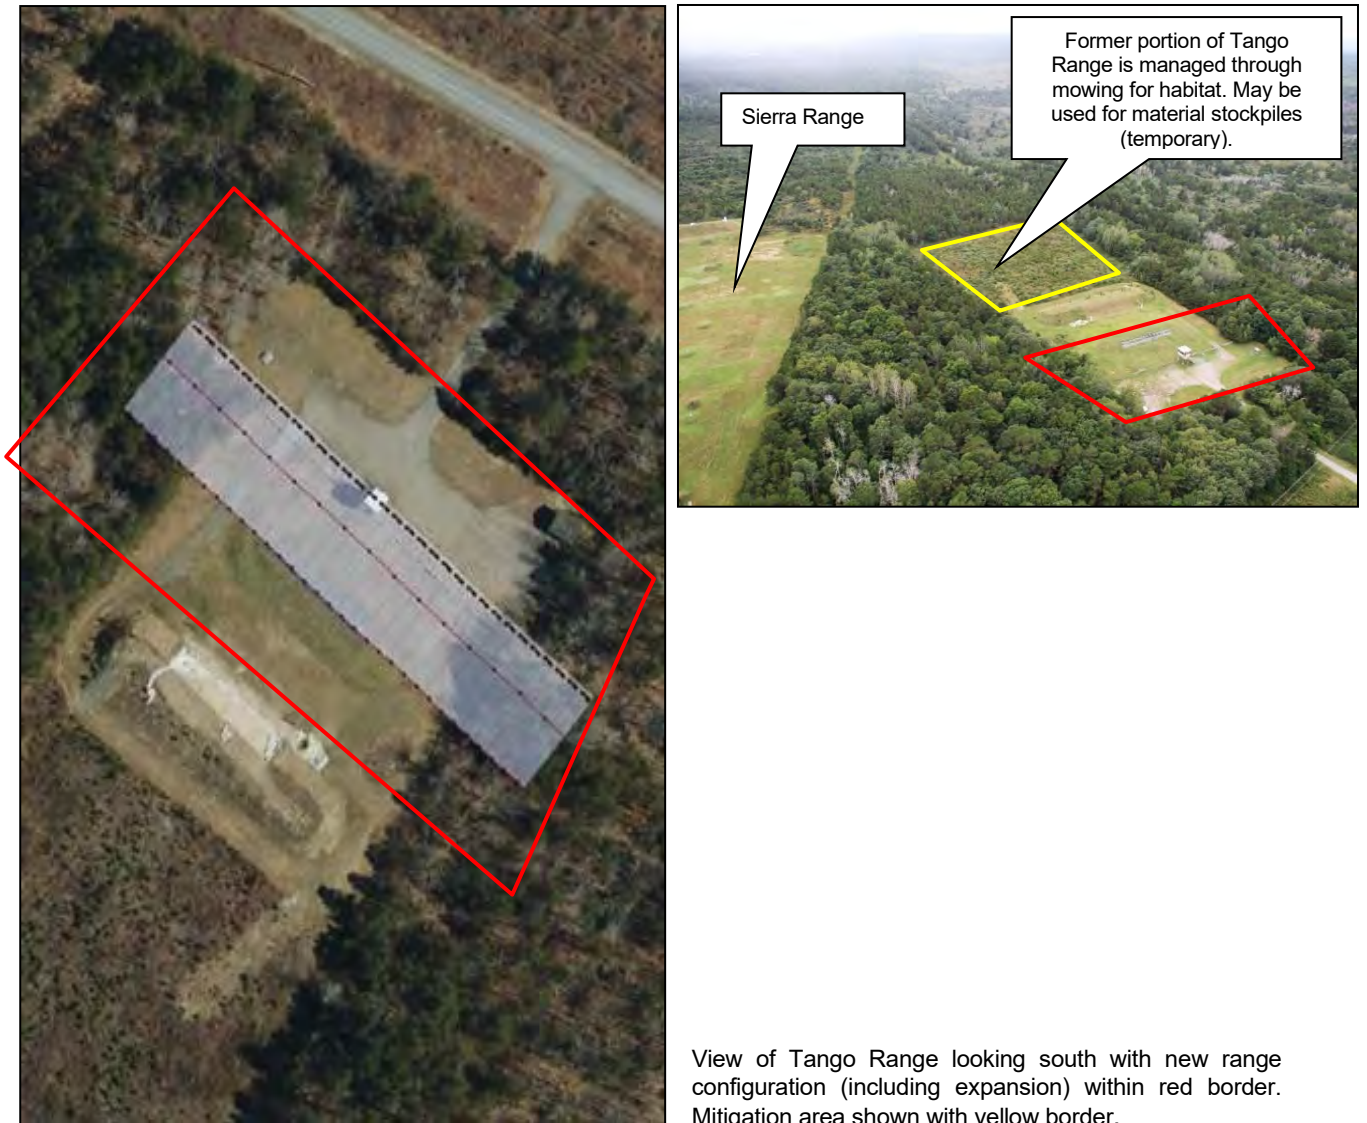 Sierra Range
Former portion of Tango
Range is managed through
mowing for habitat. May be
used for material stockpiles
(temporary).
View of Tango Range looking south with new range
configuration (including expansion) within red border.
Mitigation area shown with yellow border.